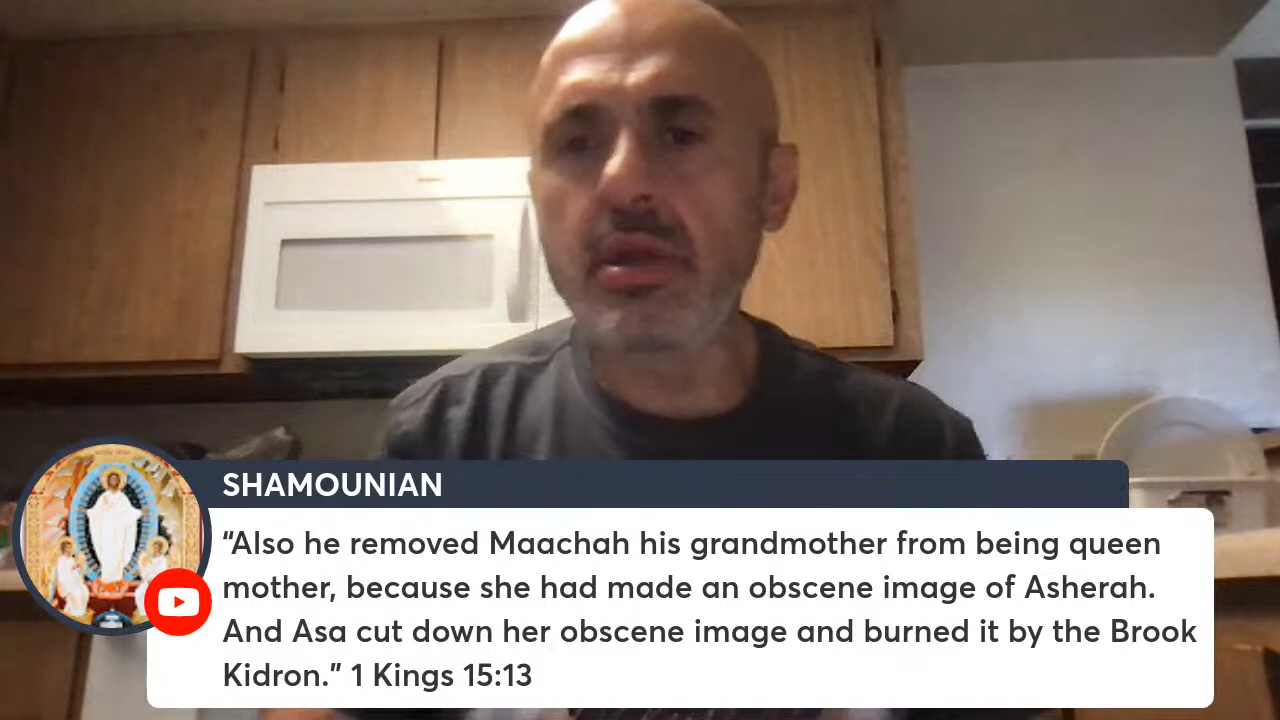 SHAMOUNIAN
“Also he removed Maachah his grandmother from being queen
mother, because she had made an obscene image of Asherah.
And Asa cut down her obscene image and burned it by the Brook
Kidron.” 1 Kings 15:13